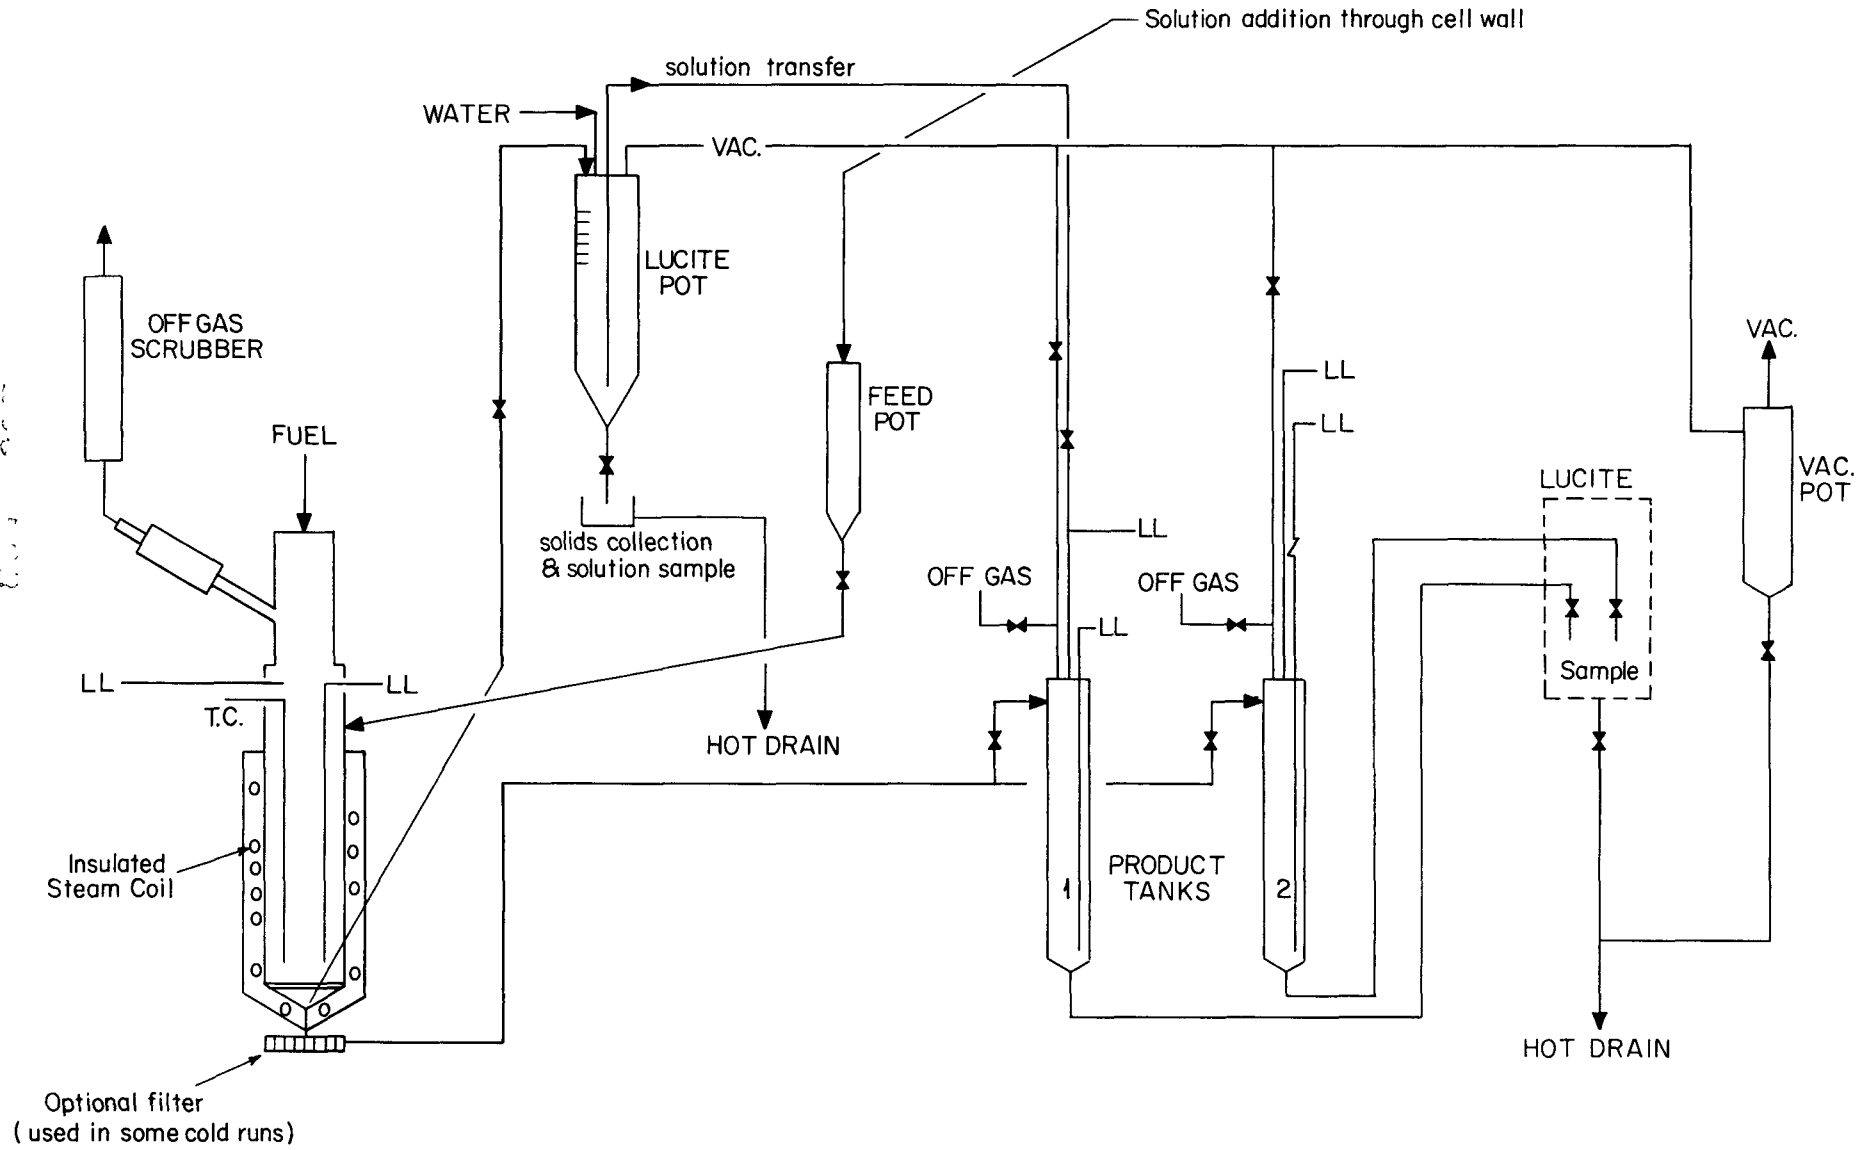 Solution addition through cell wall
solution transfer
WATER
VAC.
LUCITE
POT
OFF GAS
SCRUBBER
FEED
POT
FUEL
VAC.
LL
LL
VAC.
POT
LUCITE
solids collection
& solution sample
LL
OFF GAS
OFF GAS
LL
Sample
LL
LL
T.C.
HOT DRAIN
Insulated
Steam Coil
PRODUCT
TANKS
1
2
HOT DRAIN
Optional filter
(used in some cold runs)